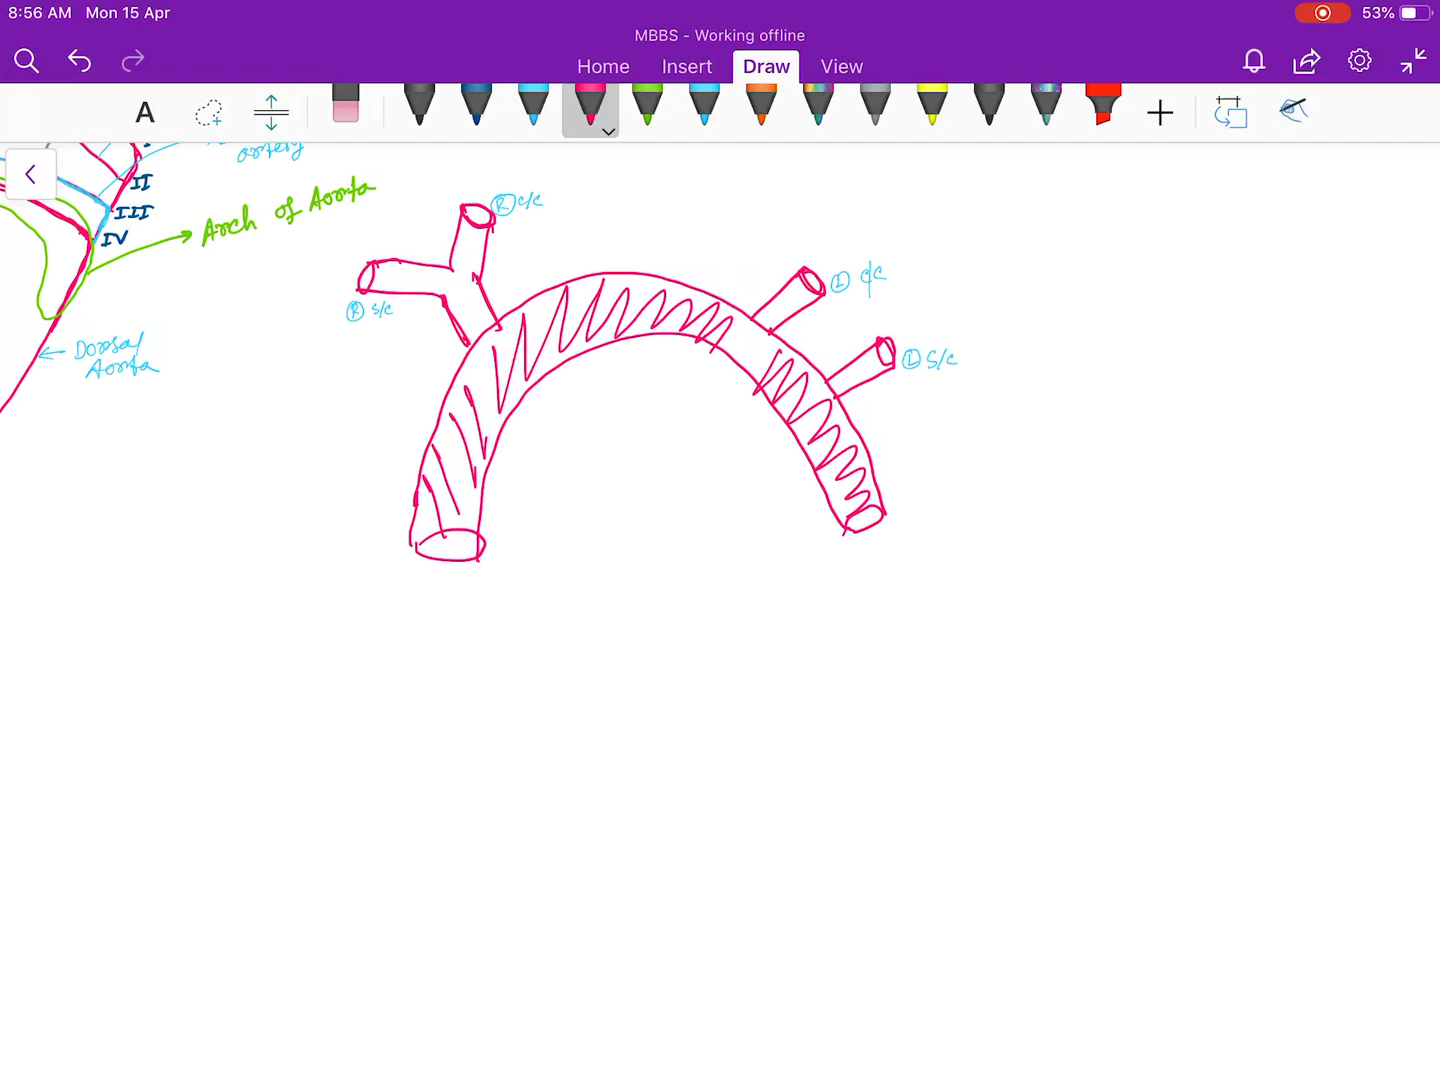 8:56 AM Mon 15 Apr
53%
MBBS - Working offline
Home Insert Draw View
A
artery
I
II
III
IV
Arch of Aorta
Dorsal
Aorta
Ⓡ C/C
Ⓡ S/C
Ⓛ C/C
Ⓛ S/C